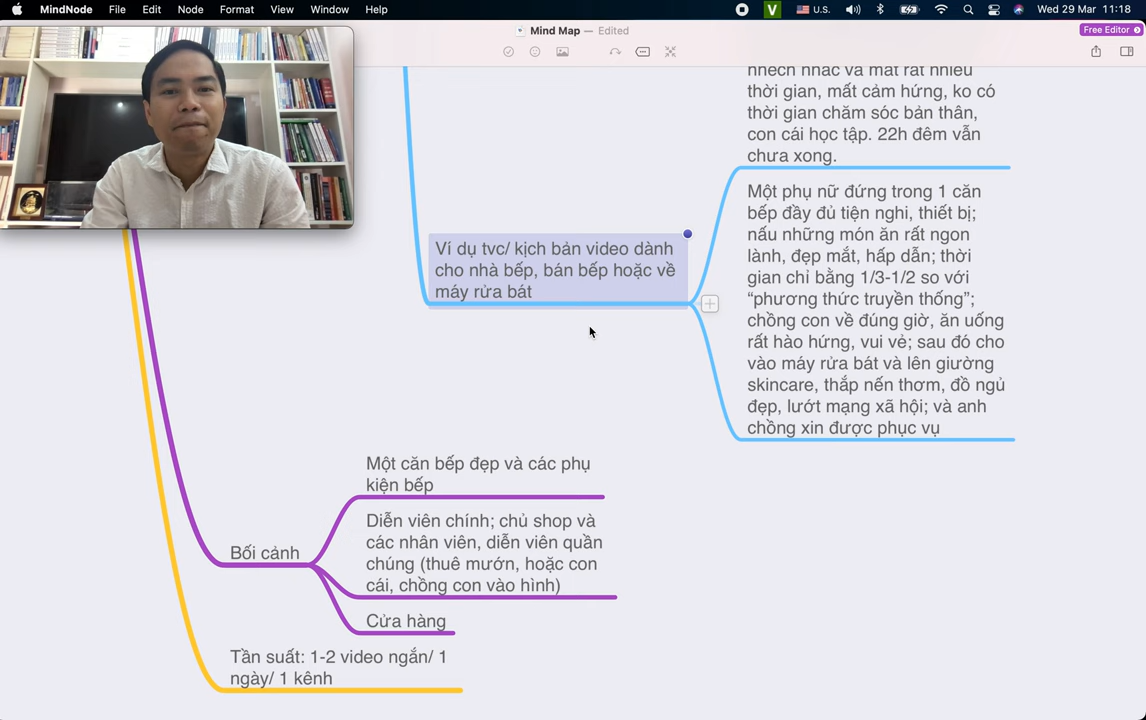 MindNode File Edit Node Format View Window Help V U.S. Wed 29 Mar 11:18
Mind Map — Edited
Free Editor
nhếch nhác và mất rất nhiều
thời gian, mất cảm hứng, ko có
thời gian chăm sóc bản thân,
con cái học tập. 22h đêm vẫn
chưa xong.
Ví dụ tvc/ kịch bản video dành
cho nhà bếp, bán bếp hoặc về
máy rửa bát
Một phụ nữ đứng trong 1 căn
bếp đầy đủ tiện nghi, thiết bị;
nấu những món ăn rất ngon
lành, đẹp mắt, hấp dẫn; thời
gian chỉ bằng 1/3-1/2 so với
“phương thức truyền thống”;
chồng con về đúng giờ, ăn uống
rất hào hứng, vui vẻ; sau đó cho
vào máy rửa bát và lên giường
skincare, thắp nến thơm, đồ ngủ
đẹp, lướt mạng xã hội; và anh
chồng xin được phục vụ
Bối cảnh
Một căn bếp đẹp và các phụ
kiện bếp
Diễn viên chính; chủ shop và
các nhân viên, diễn viên quần
chúng (thuê mướn, hoặc con
cái, chồng con vào hình)
Cửa hàng
Tần suất: 1-2 video ngắn/ 1
ngày/ 1 kênh